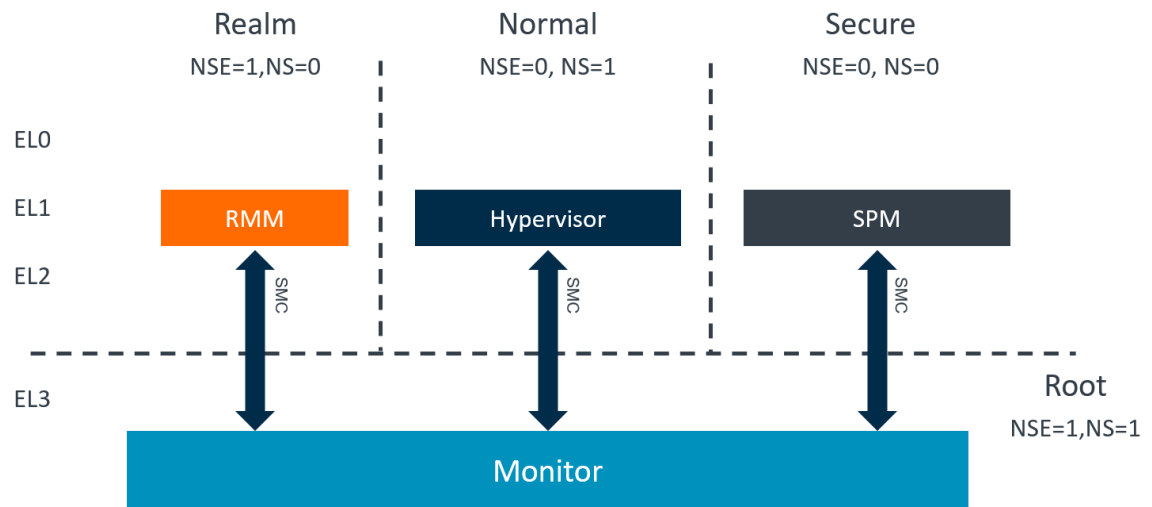 Realm
Normal
Secure
NSE=1,NS=0
NSE=0, NS=1
NSE=0, NS=0
EL0
EL1
RMM
Hypervisor
SPM
EL2
SMC
SMC
SMC
EL3
Root
NSE=1,NS=1
Monitor